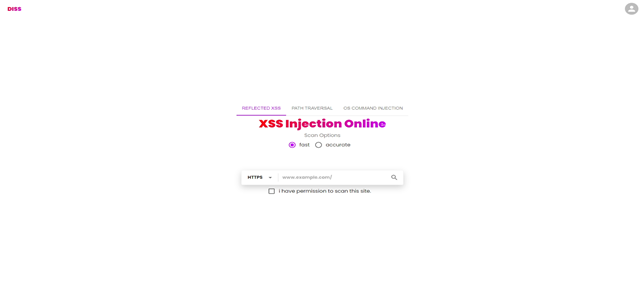 DISS
REFLECTED XSS PATH TRAVERSAL OS COMMAND INJECTION
XSS Injection Online
Scan Options
fast accurate
HTTPS www.example.com/
I have permission to scan this site.